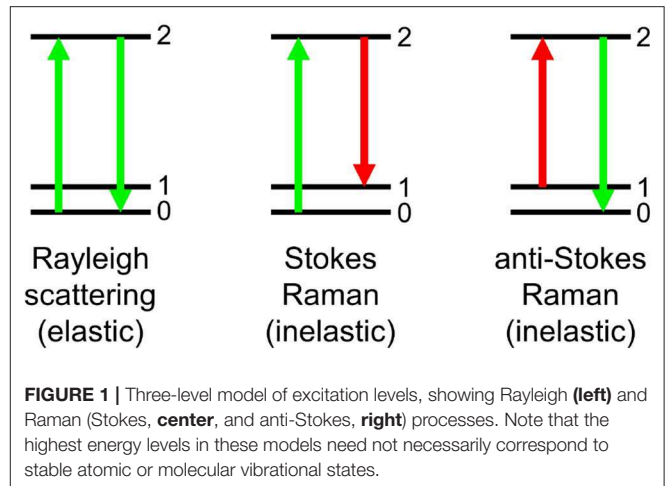 2
1
0
Rayleigh
scattering
(elastic)
2
1
0
Stokes
Raman
(inelastic)
2
1
0
anti-Stokes
Raman
(inelastic)
FIGURE 1 | Three-level model of excitation levels, showing Rayleigh (left) and
Raman (Stokes, center, and anti-Stokes, right) processes. Note that the
highest energy levels in these models need not necessarily correspond to
stable atomic or molecular vibrational states.